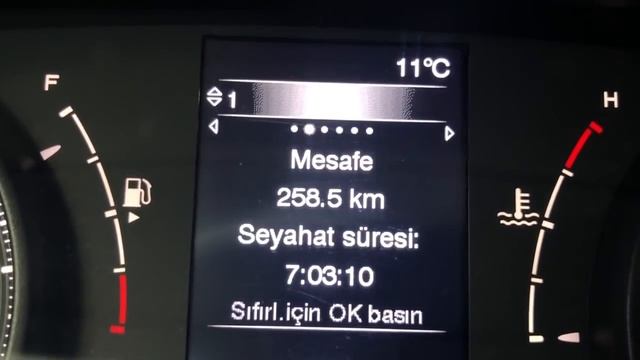 11°C
F
1
H
Mesafe
258.5 km
Seyahat süresi:
7:03:10
Sıfırl.için OK basın